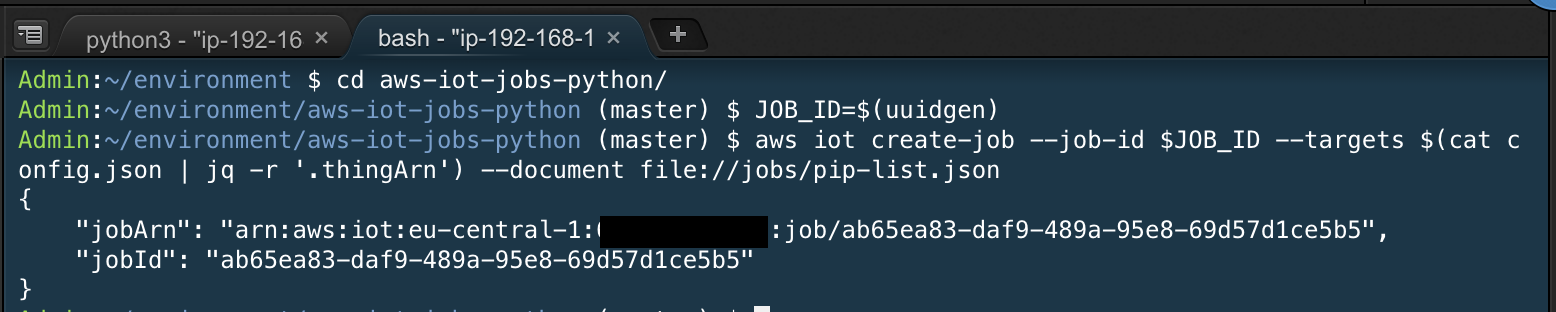 python3 - "ip-192-16 ×
bash - "ip-192-168-1 ×
+
Admin:~/environment $ cd aws-iot-jobs-python/
Admin:~/environment/aws-iot-jobs-python (master) $ JOB_ID=$(uuidgen)
Admin:~/environment/aws-iot-jobs-python (master) $ aws iot create-job --job-id $JOB_ID --targets $(cat c
onfig.json | jq -r '.thingArn') --document file://jobs/pip-list.json
{
    "jobArn": "arn:aws:iot:eu-central-1: :job/ab65ea83-daf9-489a-95e8-69d57d1ce5b5",
    "jobId": "ab65ea83-daf9-489a-95e8-69d57d1ce5b5"
}